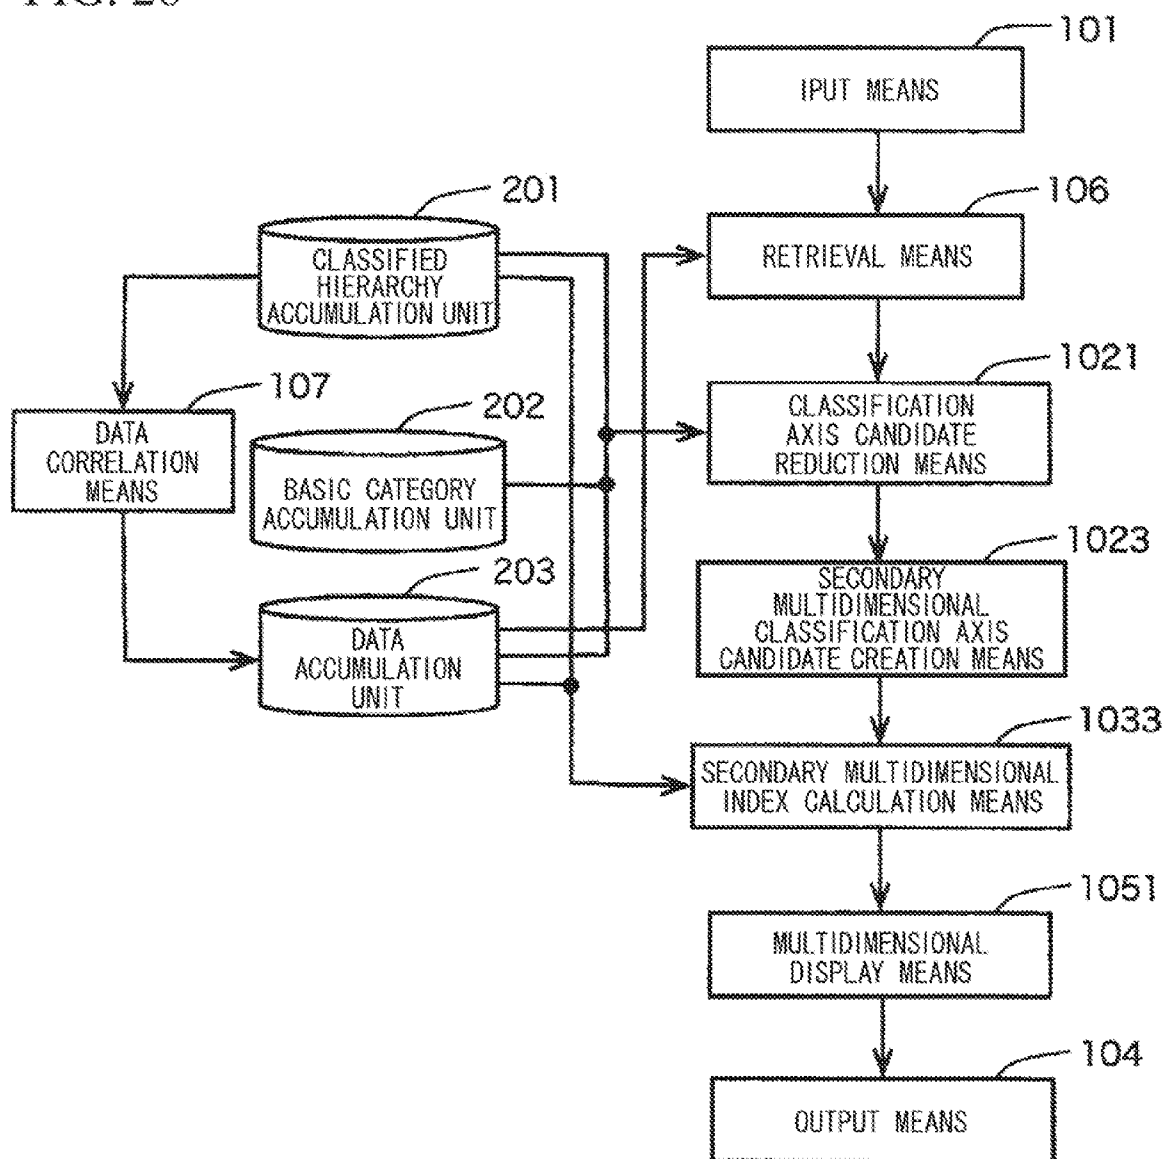 101
IPUT MEANS
106
RETRIEVAL MEANS
201
CLASSIFIED
HIERARCHY
ACCUMULATION UNIT
1021
CLASSIFICATION
AXIS CANDIDATE
REDUCTION MEANS
107
DATA
CORRELATION
MEANS
202
BASIC CATEGORY
ACCUMULATION UNIT
1023
SECONDARY
MULTIDIMENSIONAL
CLASSIFICATION AXIS
CANDIDATE CREATION MEANS
203
DATA
ACCUMULATION
UNIT
1033
SECONDARY MULTIDIMENSIONAL
INDEX CALCULATION MEANS
1051
MULTIDIMENSIONAL
DISPLAY MEANS
104
OUTPUT MEANS